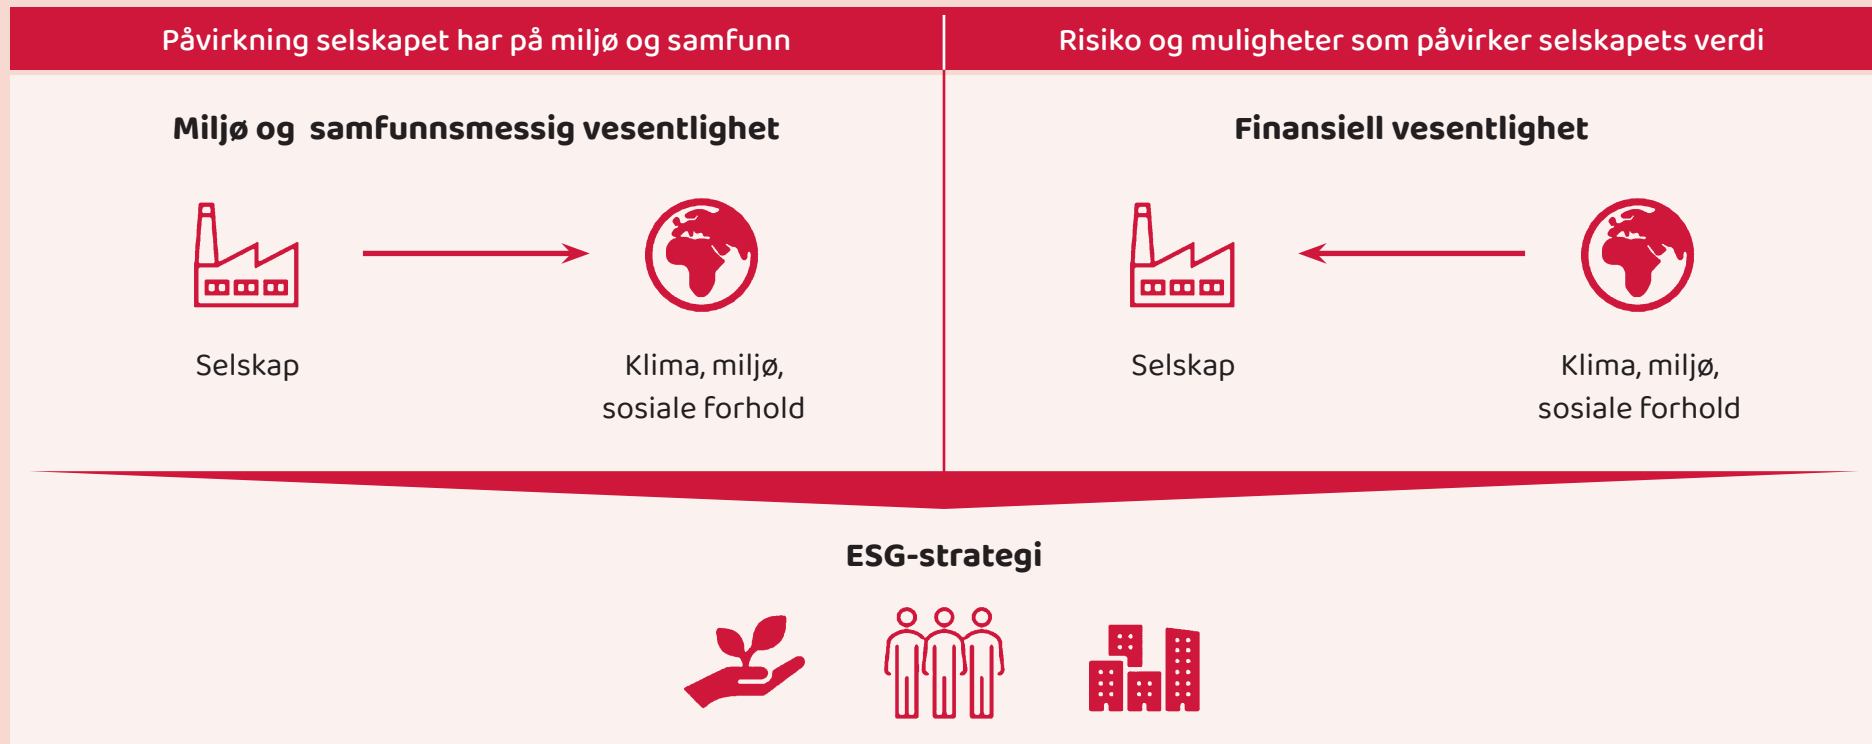 Påvirkning selskapet har på miljø og samfunn
Risiko og muligheter som påvirker selskapets verdi
Miljø og samfunnsmessig vesentlighet
Finansiell vesentlighet
Selskap
Klima, miljø,
sosiale forhold
Selskap
Klima, miljø,
sosiale forhold
ESG-strategi